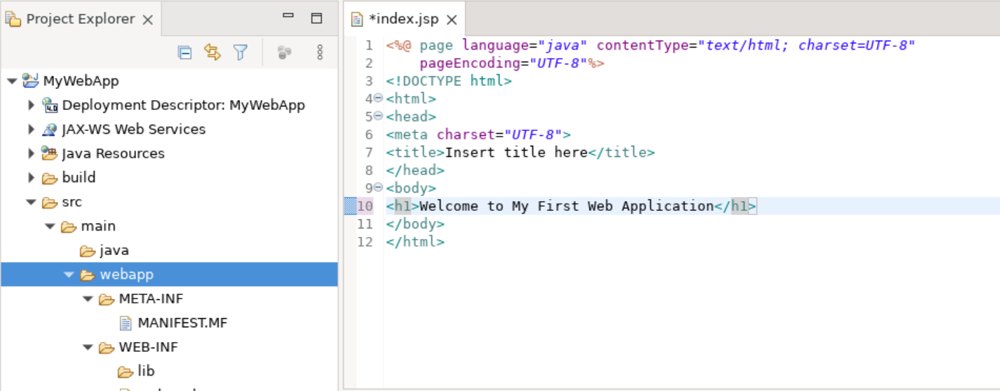 Project Explorer
MyWebApp
Deployment Descriptor: MyWebApp
JAX-WS Web Services
Java Resources
build
src
main
java
webapp
META-INF
MANIFEST.MF
WEB-INF
lib
*index.jsp
1 <%@ page language="java" contentType="text/html; charset=UTF-8"
2     pageEncoding="UTF-8"%>
3 <!DOCTYPE html>
4 <html>
5 <head>
6 <meta charset="UTF-8">
7 <title>Insert title here</title>
8 </head>
9 <body>
10 <h1>Welcome to My First Web Application</h1>
11 </body>
12 </html>